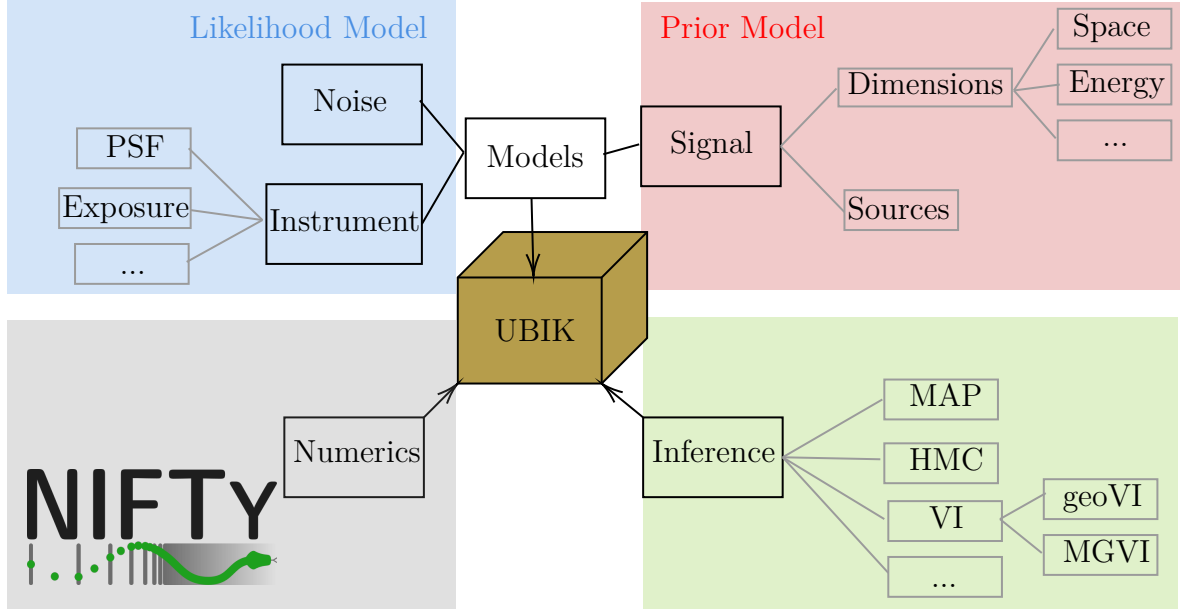 Likelihood Model
Prior Model
Noise
PSF
Exposure
...
Instrument
Models
Signal
Dimensions
Space
Energy
...
Sources
UBIK
Numerics
NIFTy
Inference
MAP
HMC
VI
...
geoVI
MGVI